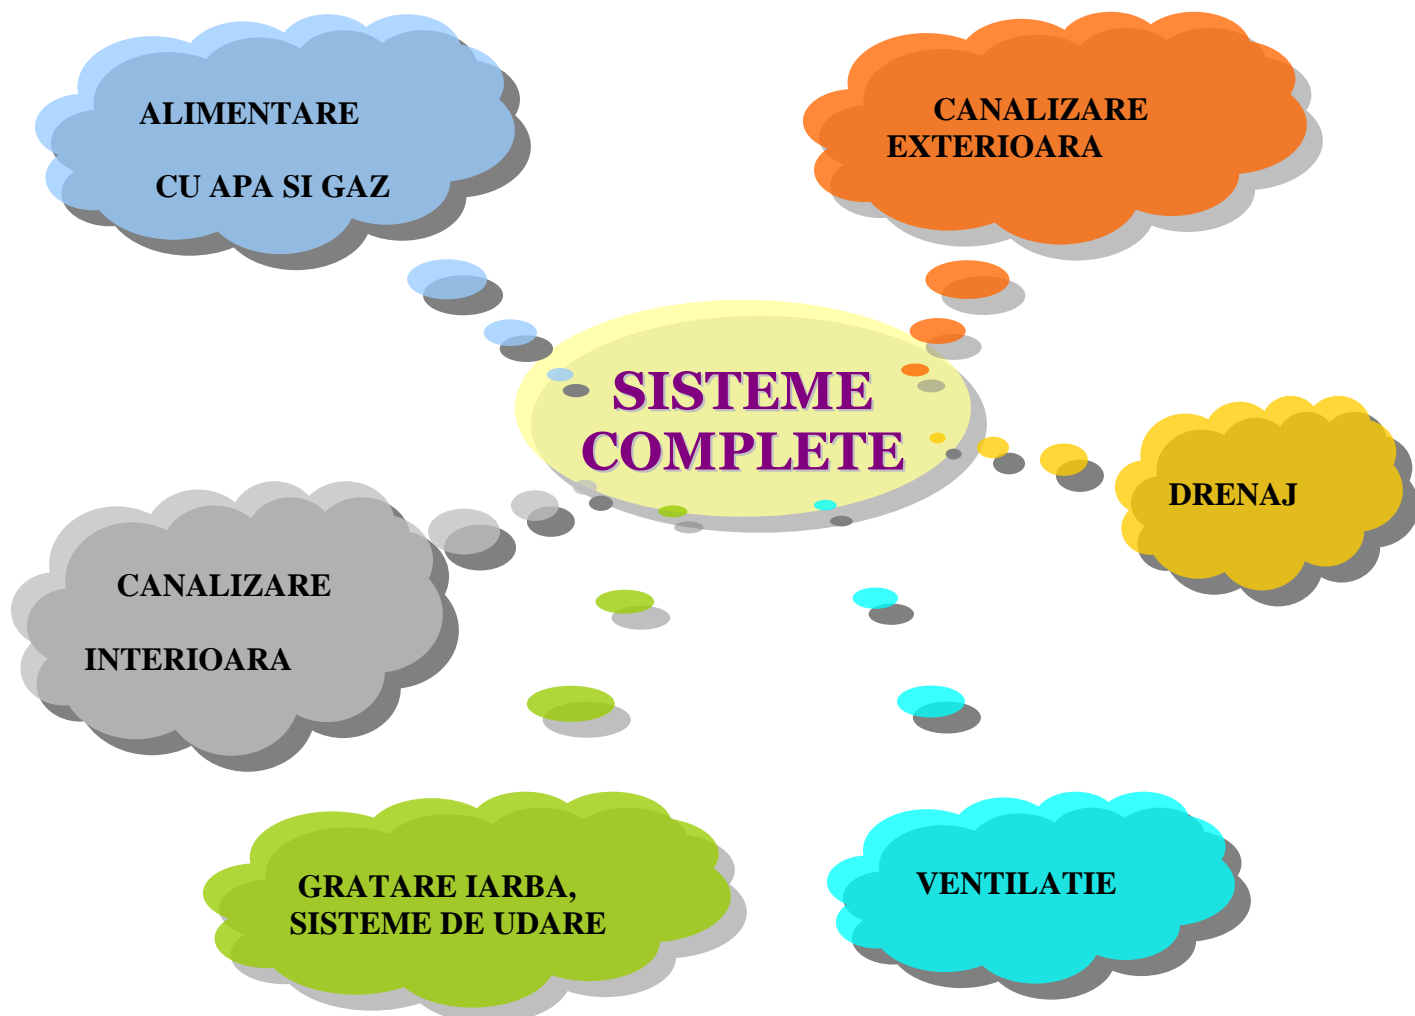 ALIMENTARE
CU APA SI GAZ
CANALIZARE
EXTERIOARA
SISTEME
COMPLETE
DRENAJ
CANALIZARE
INTERIOARA
GRATARE IARBA,
SISTEME DE UDARE
VENTILATIE